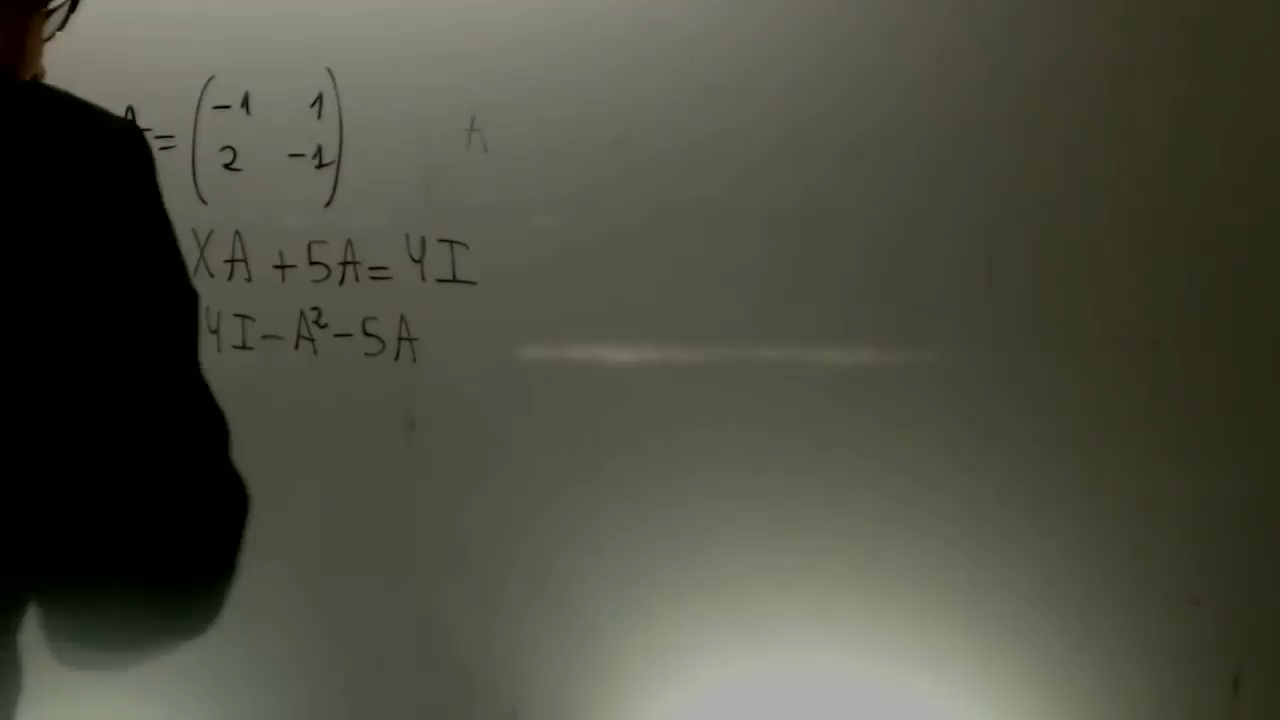 A = ( -1 1
2 -1 )
A
XA + 5A = 4I
4I - A² - 5A